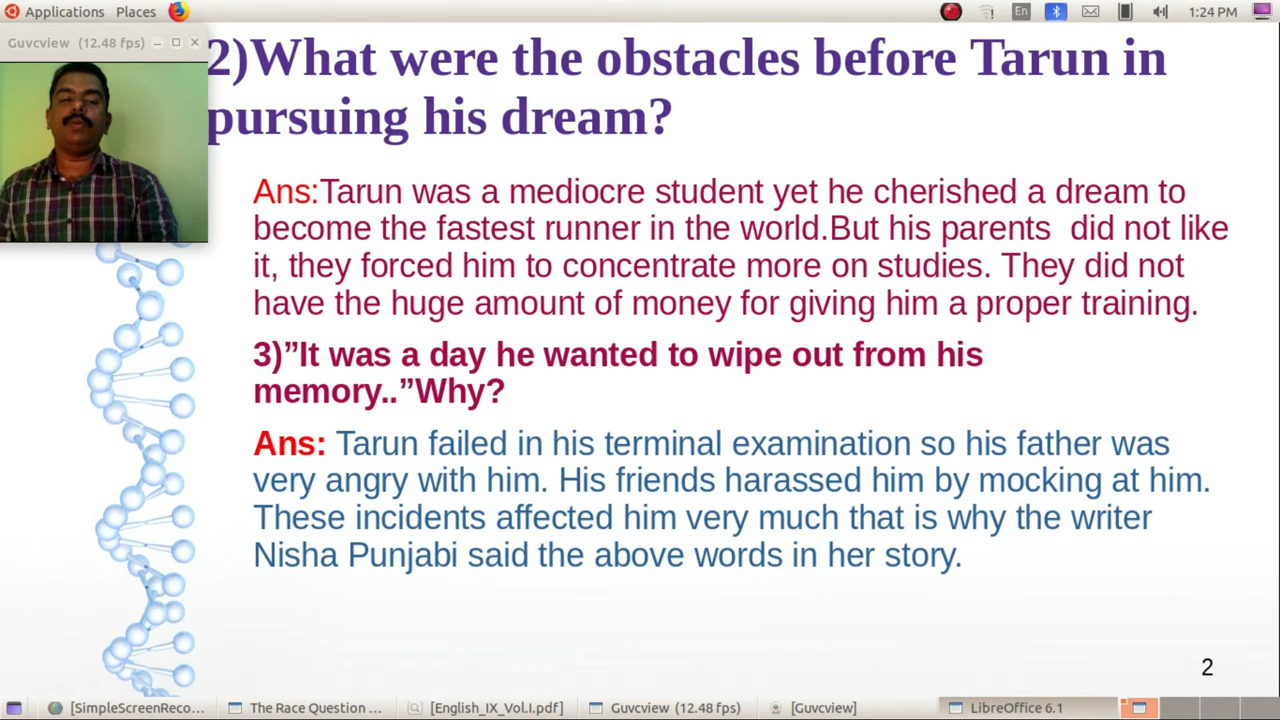 Applications Places En 1:24 PM
Guvcview (12.48 fps)
2)What were the obstacles before Tarun in
pursuing his dream?
Ans:Tarun was a mediocre student yet he cherished a dream to
become the fastest runner in the world.But his parents did not like
it, they forced him to concentrate more on studies. They did not
have the huge amount of money for giving him a proper training.
3)”It was a day he wanted to wipe out from his
memory..”Why?
Ans: Tarun failed in his terminal examination so his father was
very angry with him. His friends harassed him by mocking at him.
These incidents affected him very much that is why the writer
Nisha Punjabi said the above words in her story.
2
[SimpleScreenReco... The Race Question ... [English_IX_Vol.I.pdf] Guvcview (12.48 fps) [Guvcview] LibreOffice 6.1